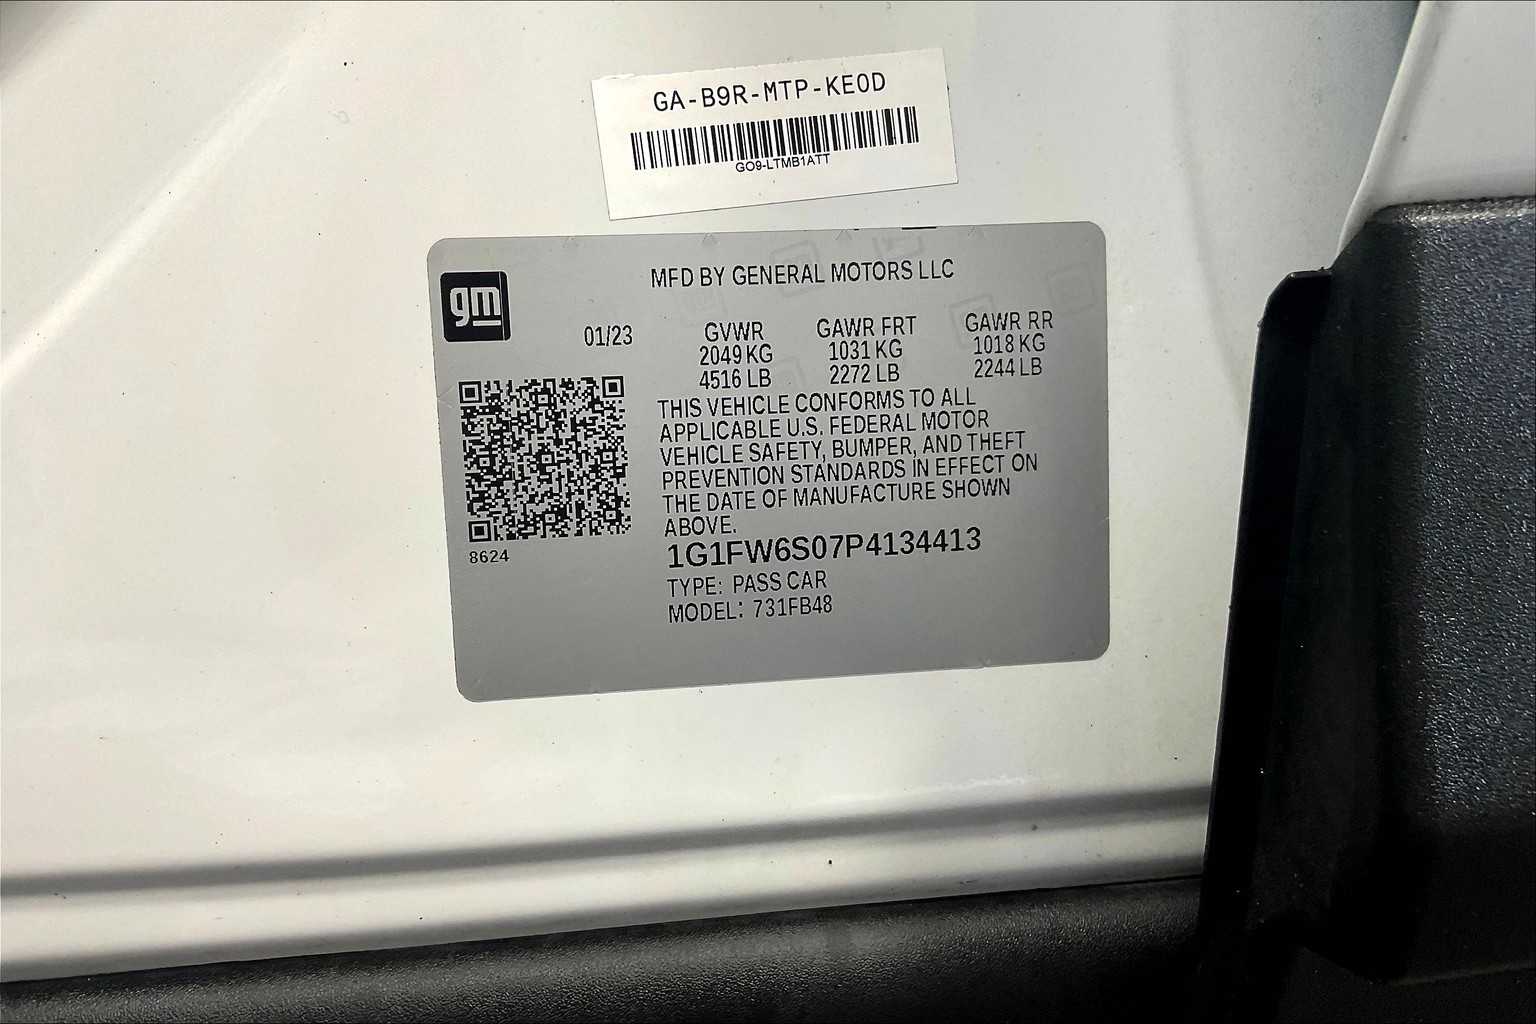 GA-B9R-MTP-KE0D
GO9-LTMB1ATT
MFD BY GENERAL MOTORS LLC
gm
01/23
GVWR GAWR FRT GAWR RR
2049 KG 1031 KG 1018 KG
4516 LB 2272 LB 2244 LB
THIS VEHICLE CONFORMS TO ALL
APPLICABLE U.S. FEDERAL MOTOR
VEHICLE SAFETY, BUMPER, AND THEFT
PREVENTION STANDARDS IN EFFECT ON
THE DATE OF MANUFACTURE SHOWN
ABOVE.
8624
1G1FW6S07P4134413
TYPE: PASS CAR
MODEL: 731FB48